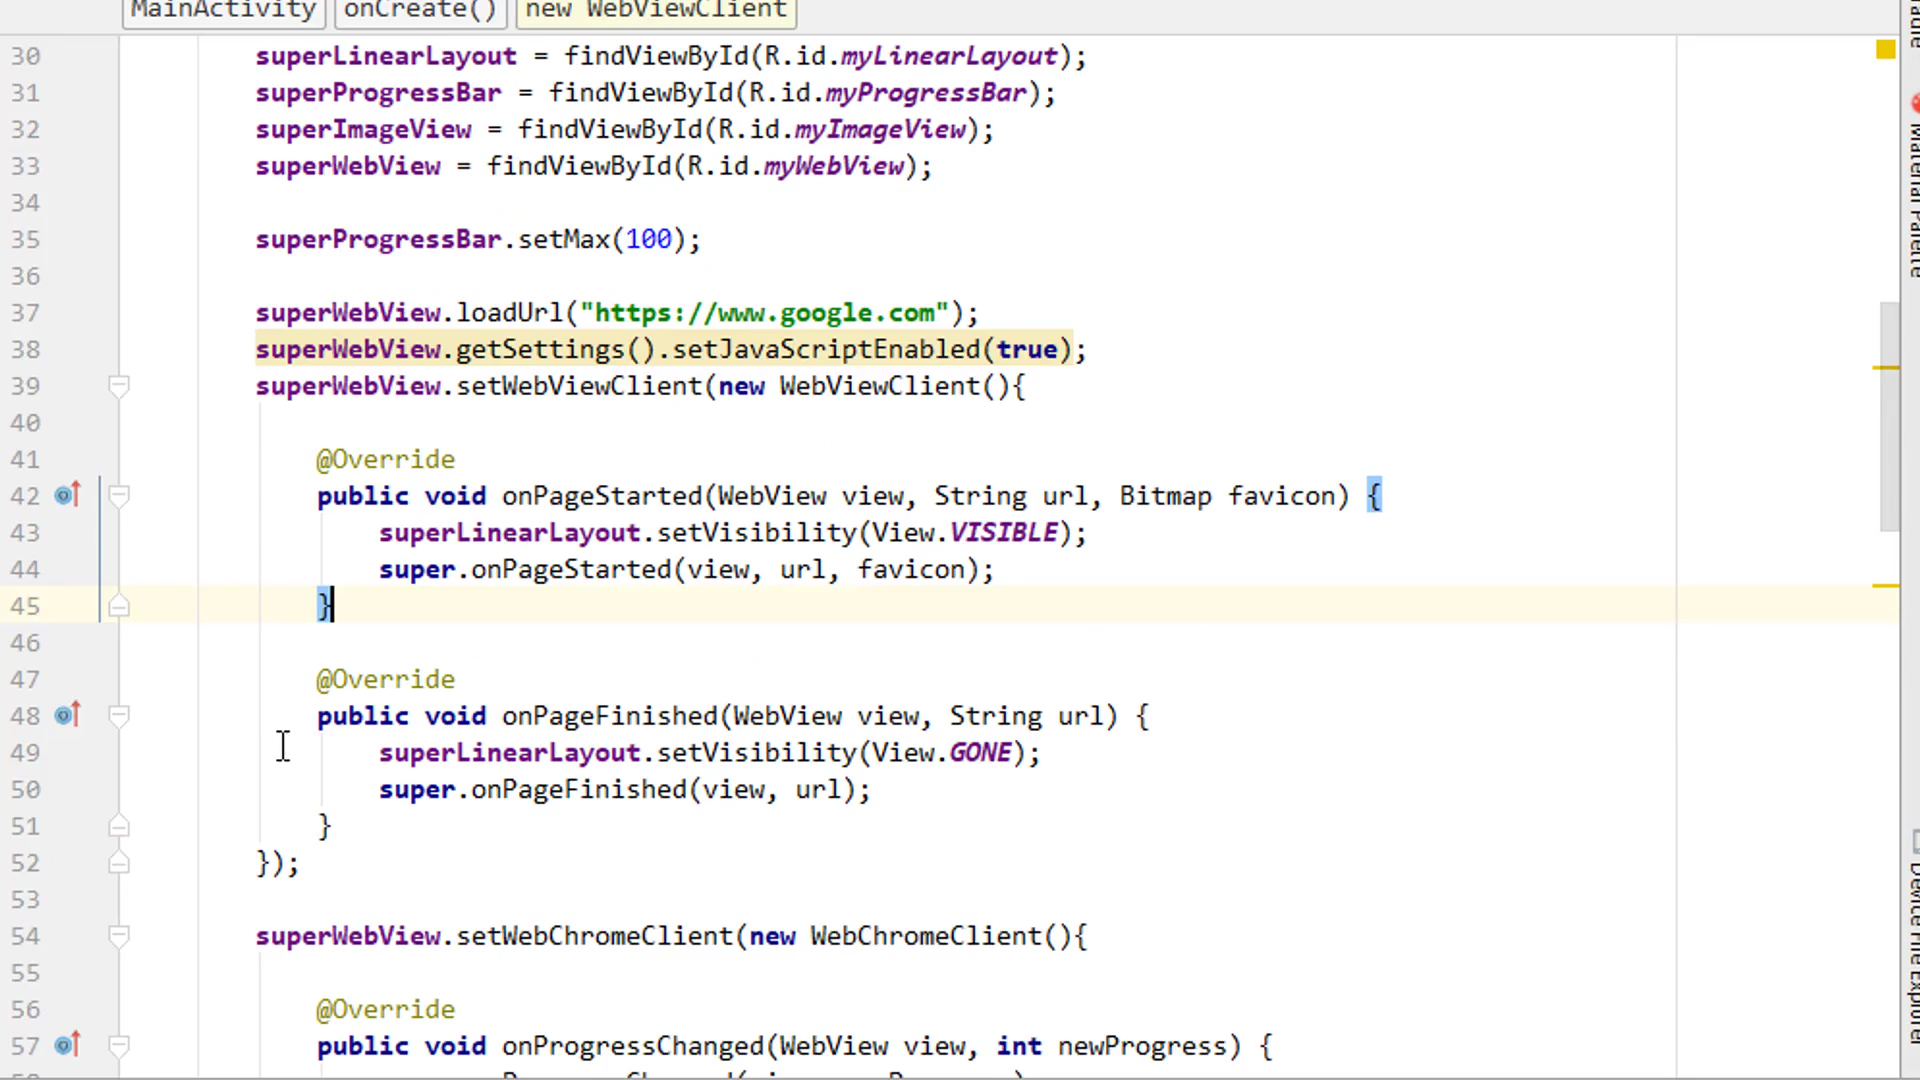 MainActivity onCreate() new WebViewClient
30 superLinearLayout = findViewById(R.id.myLinearLayout);
31 superProgressBar = findViewById(R.id.myProgressBar);
32 superImageView = findViewById(R.id.myImageView);
33 superWebView = findViewById(R.id.myWebView);
34
35 superProgressBar.setMax(100);
36
37 superWebView.loadUrl("https://www.google.com");
38 superWebView.getSettings().setJavaScriptEnabled(true);
39 superWebView.setWebViewClient(new WebViewClient(){
40
41 @Override
42 public void onPageStarted(WebView view, String url, Bitmap favicon) {
43 superLinearLayout.setVisibility(View.VISIBLE);
44 super.onPageStarted(view, url, favicon);
45 }
46
47 @Override
48 public void onPageFinished(WebView view, String url) {
49 superLinearLayout.setVisibility(View.GONE);
50 super.onPageFinished(view, url);
51 }
52 });
53
54 superWebView.setWebChromeClient(new WebChromeClient(){
55
56 @Override
57 public void onProgressChanged(WebView view, int newProgress) {
Material Palette
Device File Explorer